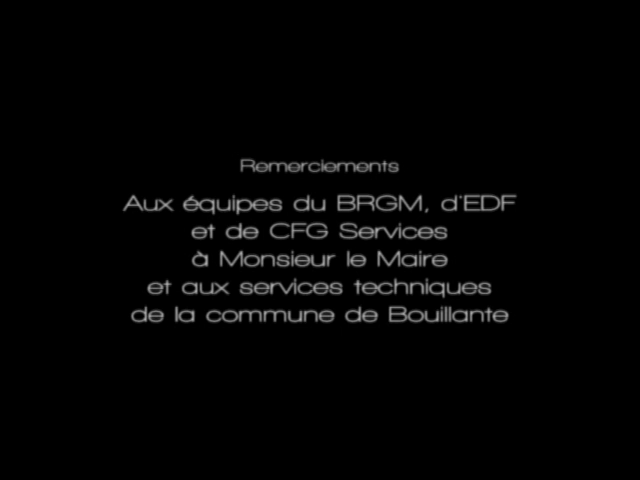 Remerciements
Aux équipes du BRGM, d'EDF
et de CFG Services
à Monsieur le Maire
et aux services techniques
de la commune de Bouillante